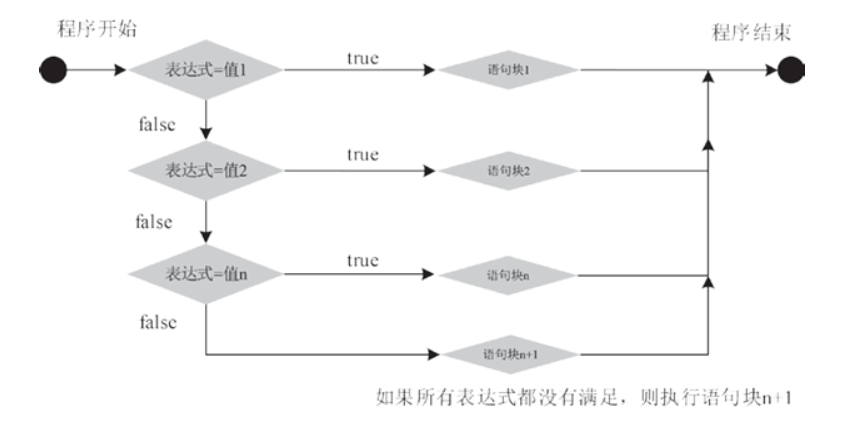 程序开始
程序结束
表达式=值1
true
语句块1
false
表达式=值2
true
语句块2
false
表达式=值n
true
语句块n
false
语句块n+1
如果所有表达式都没有满足，则执行语句块n+1